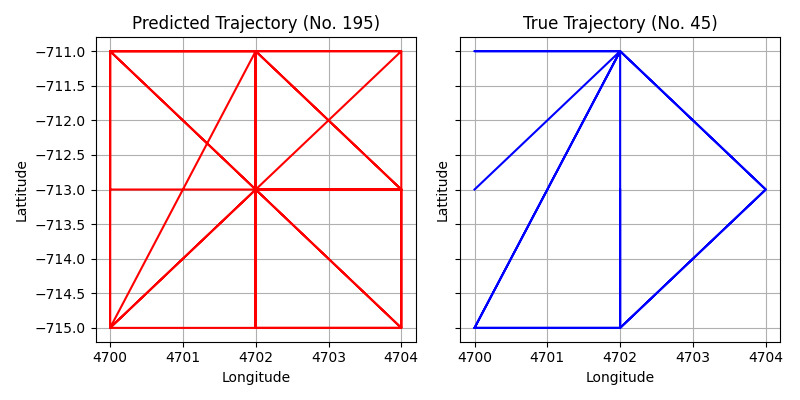 Predicted Trajectory (No. 195)
True Trajectory (No. 45)
−711.0
−711.5
−712.0
−712.5
−713.0
−713.5
−714.0
−714.5
−715.0
Lattitude
Lattitude
4700 4701 4702 4703 4704
4700 4701 4702 4703 4704
Longitude
Longitude